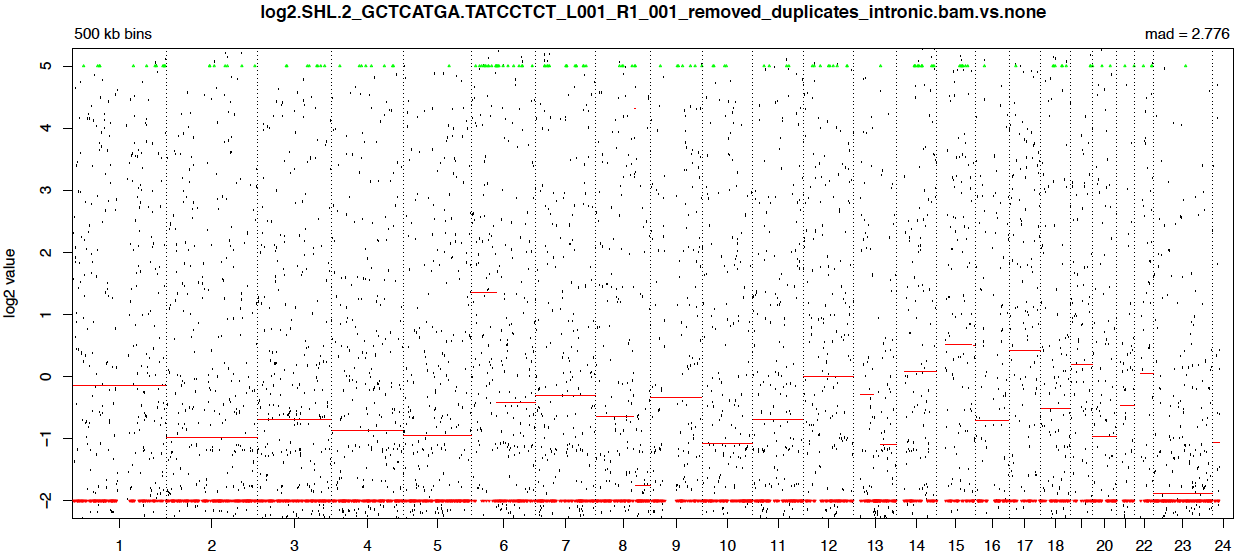 log2.SHL.2_GCTCATGA.TATCCTCT_L001_R1_001_removed_duplicates_intronic.bam.vs.none
500 kb bins
mad = 2.776
log2 value
5
4
3
2
1
0
−1
−2
1 2 3 4 5 6 7 8 9 10 11 12 13 14 15 16 17 18 20 21 22 23 24